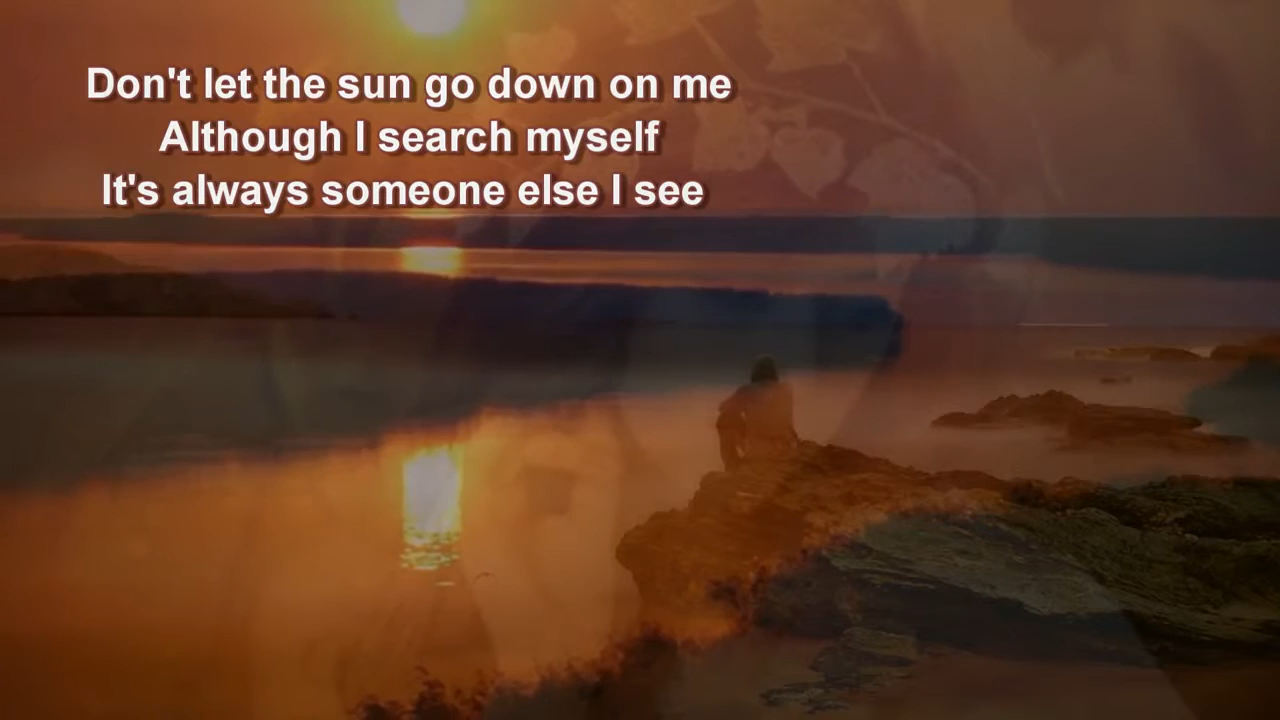 Don't let the sun go down on me
Although I search myself
It's always someone else I see